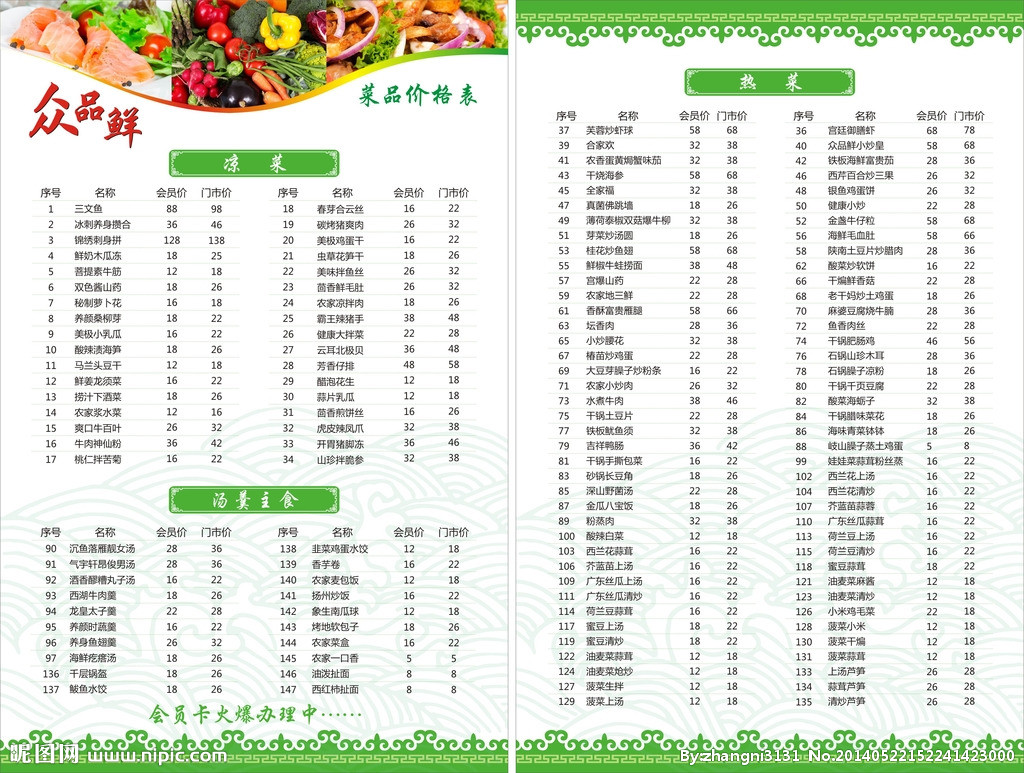 众品鲜
菜品价格表
凉 菜
序号 名称 会员价 门市价
1 三文鱼 88 98
2 冰刺养身攒合 36 46
3 锦绣刺身拼 128 138
4 鲜奶木瓜冻 18 25
5 菩提素牛筋 12 18
6 双色酱山药 18 26
7 秘制萝卜花 16 18
8 养颜桑柳芽 18 22
9 美极小乳瓜 16 22
10 酸辣渍海笋 18 26
11 马兰头豆干 12 18
12 鲜姜龙须菜 16 22
13 捞汁下酒菜 18 26
14 农家浆水菜 12 16
15 爽口牛百叶 26 32
16 牛肉神仙粉 36 42
17 桃仁拌苦菊 16 22
序号 名称 会员价 门市价
18 春芽合云丝 16 22
19 碳烤猪爽肉 26 32
20 美极鸡蛋干 16 22
21 虫草花笋干 18 26
22 美味拌鱼丝 26 32
23 茴香鲜毛肚 26 32
24 农家凉拌肉 18 26
25 霸王辣猪手 38 48
26 健康大拌菜 22 28
27 云耳北极贝 36 48
28 芳香仔排 48 58
29 醋泡花生 12 18
30 蒜片乳瓜 12 18
31 茴香煎饼丝 16 26
32 虎皮辣凤爪 32 38
33 开胃猪脚冻 36 46
34 山珍拌脆参 32 38
汤羹主食
序号 名称 会员价 门市价
90 沉鱼落雁靓女汤 28 36
91 气宇轩昂俊男汤 28 36
92 酒香醪糟丸子汤 16 22
93 西湖牛肉羹 18 26
94 龙皇太子羹 22 28
95 养颜时蔬羹 16 22
96 养身鱼翅羹 26 32
97 海鲜疙瘩汤 18 26
136 千层锅盔 18 26
137 鲅鱼水饺 18 26
序号 名称 会员价 门市价
138 韭菜鸡蛋水饺 12 18
139 香芋卷 16 22
140 农家麦包饭 12 18
141 扬州炒饭 16 22
142 象生南瓜球 12 18
143 烤地软包子 18 26
144 农家菜盒 16 22
145 农家一口香 5 5
146 油泼扯面 8 8
147 西红柿扯面 8 8
会员卡火爆办理中······
热 菜
序号 名称 会员价 门市价
37 芙蓉炒虾球 58 68
39 合家欢 32 38
41 农香蛋黄焗蟹味茄 32 38
43 干烧海参 58 68
45 全家福 32 38
47 真菌佛跳墙 18 26
49 薄荷泰椒双菇爆牛柳 32 38
51 芽菜炒汤圆 18 26
53 桂花炒鱼翅 58 68
55 鲜椒牛蛙捞面 38 48
57 宫爆山药 22 28
59 农家地三鲜 22 28
61 香酥富贵雁腿 58 66
63 坛香肉 28 36
65 小炒腰花 32 38
67 椿苗炒鸡蛋 22 28
69 大豆芽臊子炒粉条 16 22
71 农家小炒肉 26 32
73 水煮牛肉 38 46
75 干锅土豆片 22 28
77 铁板鱿鱼须 32 38
79 吉祥鸭肠 36 42
81 干锅手撕包菜 16 22
83 砂锅长豆角 18 26
85 深山野菌汤 22 28
87 金瓜八宝饭 18 26
89 粉蒸肉 32 38
100 酸辣白菜 12 18
103 西兰花蒜茸 16 22
106 芥蓝苗上汤 16 22
109 广东丝瓜上汤 16 22
111 广东丝瓜清炒 16 22
114 荷兰豆蒜茸 16 22
117 蜜豆上汤 18 22
119 蜜豆清炒 18 22
122 油麦菜蒜茸 12 18
124 油麦菜炝炒 12 18
127 菠菜生拌 12 18
129 菠菜上汤 12 18
序号 名称 会员价 门市价
36 宫廷御膳虾 68 78
40 众品鲜小炒皇 58 68
42 铁板海鲜富贵茄 28 36
46 西芹百合炒三果 26 32
48 银鱼鸡蛋饼 26 32
50 健康小炒 22 28
52 金盏牛仔粒 58 68
56 海鲜毛血肚 58 66
58 陕南土豆片炒腊肉 28 36
62 酸菜炒软饼 16 22
66 干煸鲜香菇 22 28
68 老干妈炒土鸡蛋 18 26
70 麻婆豆腐烧牛腩 28 36
72 鱼香肉丝 22 28
74 干锅肥肠鸡 46 56
76 石锅山珍木耳 28 36
78 石锅臊子凉粉 18 26
80 干锅千页豆腐 22 28
82 酸菜海蛎子 32 38
84 干锅腊味菜花 18 26
86 海味青菜钵钵 18 26
88 岐山臊子蒸土鸡蛋 5 8
99 娃娃菜蒜茸粉丝蒸 16 22
102 西兰花上汤 16 22
104 西兰花清炒 16 22
107 芥蓝苗蒜蓉 16 22
110 广东丝瓜蒜茸 16 22
113 荷兰豆上汤 16 22
115 荷兰豆清炒 16 22
118 蜜豆蒜茸 18 22
121 油麦菜麻酱 12 18
123 油麦菜清炒 12 18
126 小米鸡毛菜 22 18
128 菠菜小米 12 18
130 菠菜干煸 12 18
131 菠菜蒜茸 12 18
133 上汤芦笋 26 28
134 蒜茸芦笋 26 28
135 清炒芦笋 26 28
昵图网 www.nipic.com
By:zhangni3131 No.20140522152241423000